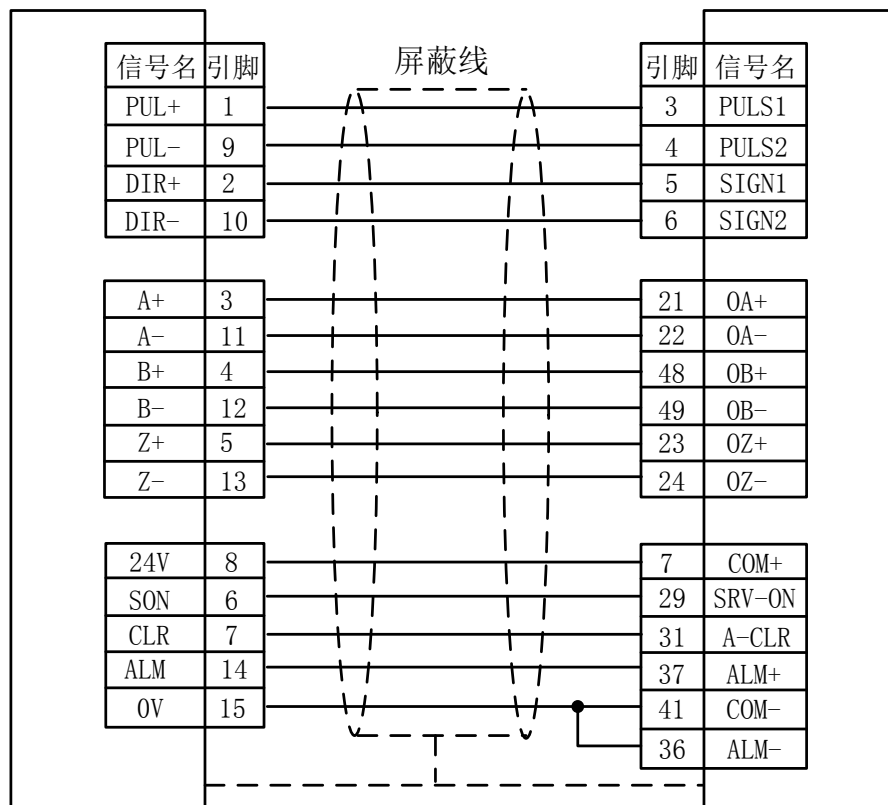 屏蔽线
信号名 引脚 引脚 信号名
PUL+ 1 3 PULS1
PUL- 9 4 PULS2
DIR+ 2 5 SIGN1
DIR- 10 6 SIGN2
A+ 3 21 OA+
A- 11 22 OA-
B+ 4 48 OB+
B- 12 49 OB-
Z+ 5 23 OZ+
Z- 13 24 OZ-
24V 8 7 COM+
SON 6 29 SRV-ON
CLR 7 31 A-CLR
ALM 14 37 ALM+
0V 15 41 COM-
36 ALM-